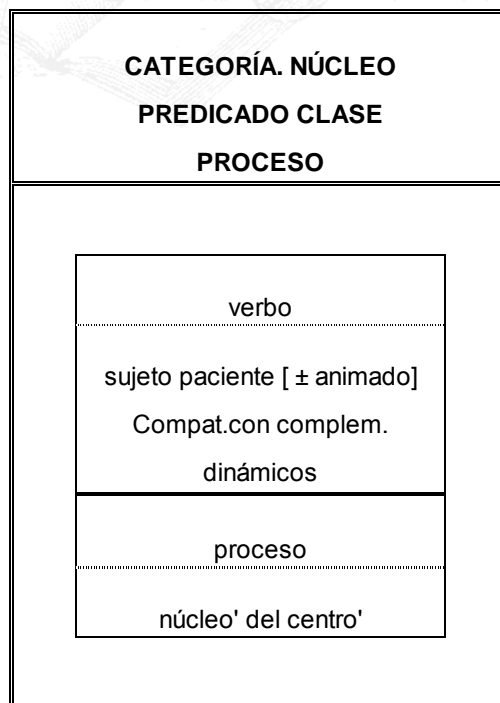 CATEGORÍA. NÚCLEO
PREDICADO CLASE
PROCESO
verbo
sujeto paciente [ ± animado]
Compat.con complem.
dinámicos
proceso
núcleo' del centro'